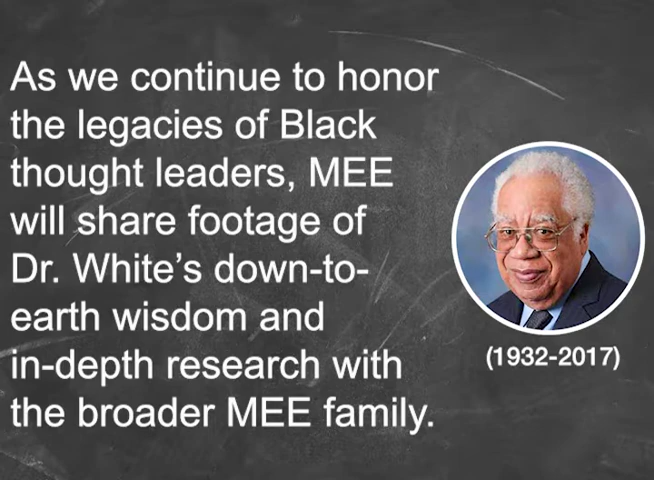 As we continue to honor
the legacies of Black
thought leaders, MEE
will share footage of
Dr. White’s down-to-
earth wisdom and
in-depth research with
the broader MEE family.
(1932-2017)